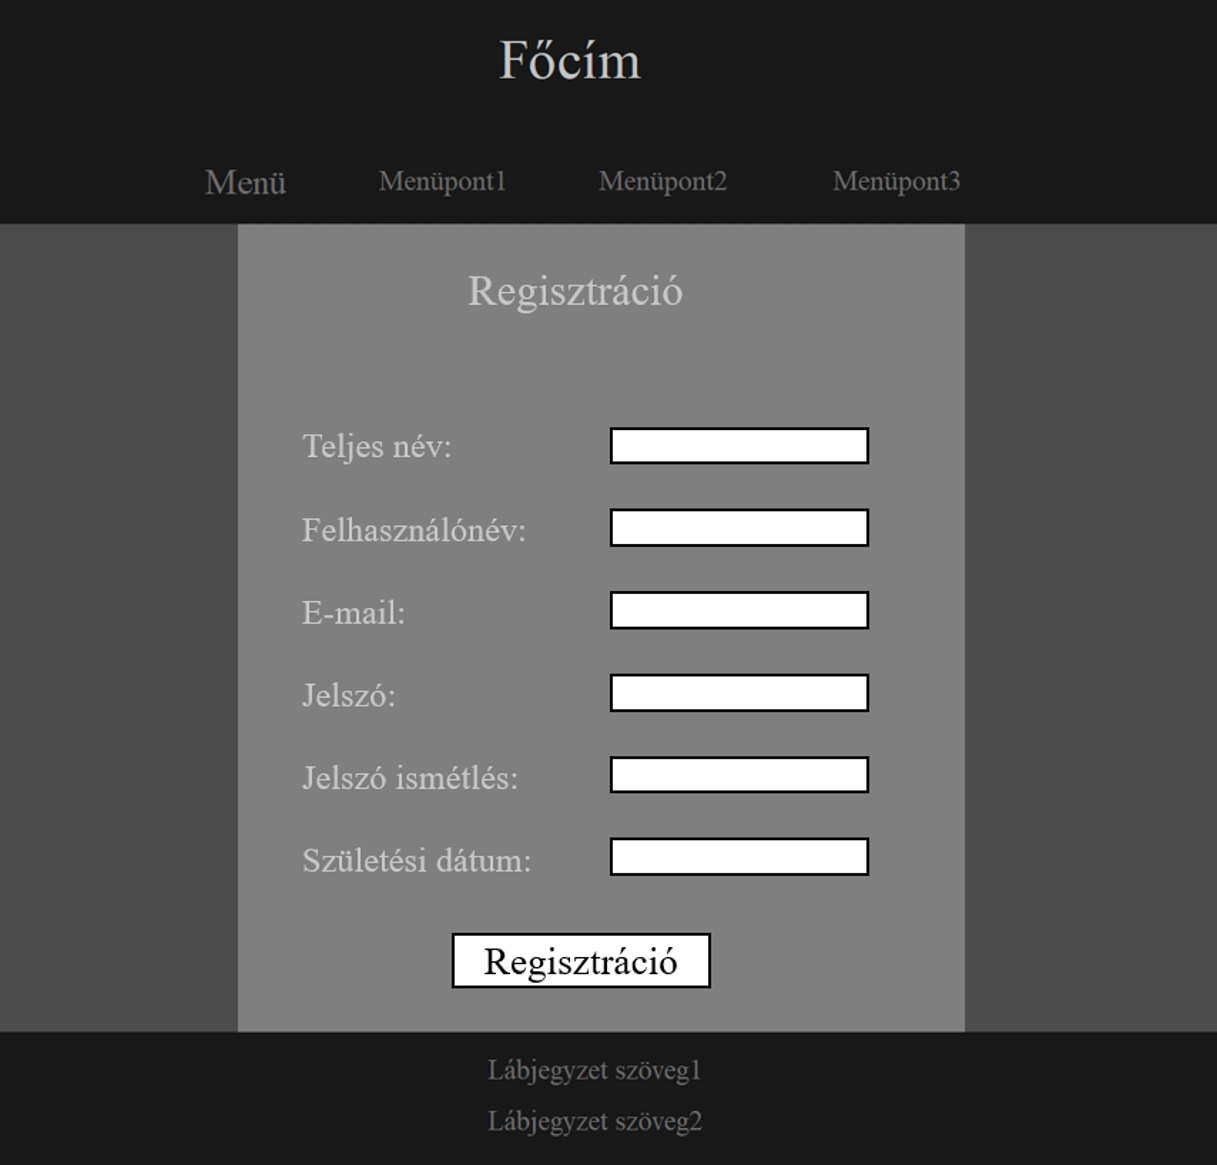 Főcím
Menü Menüpont1 Menüpont2 Menüpont3
Regisztráció
Teljes név:
Felhasználónév:
E-mail:
Jelszó:
Jelszó ismétlés:
Születési dátum:
Regisztráció
Lábjegyzet szöveg1
Lábjegyzet szöveg2